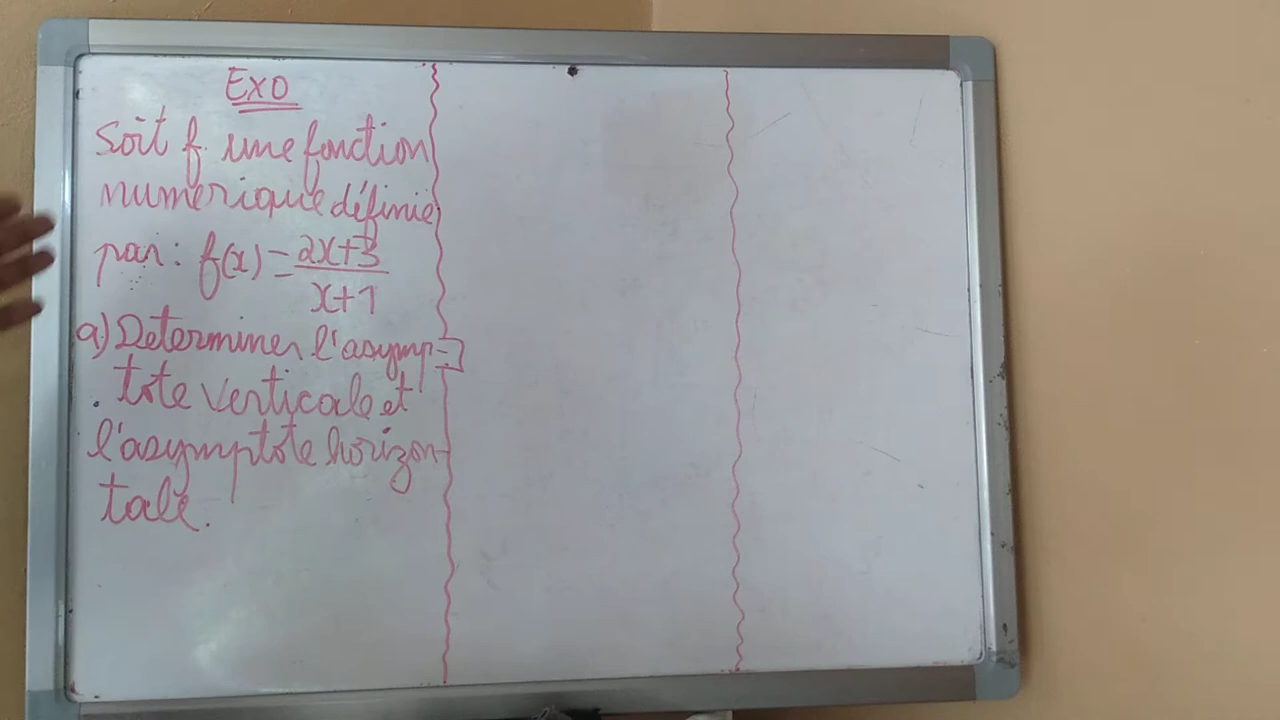 Exo
Soit f une fonction
numerique définie
par : f(x) = 2x+3 / x+1
a) Determiner l'asymp-
tote verticale et
l'asymptote horizon-
tale.